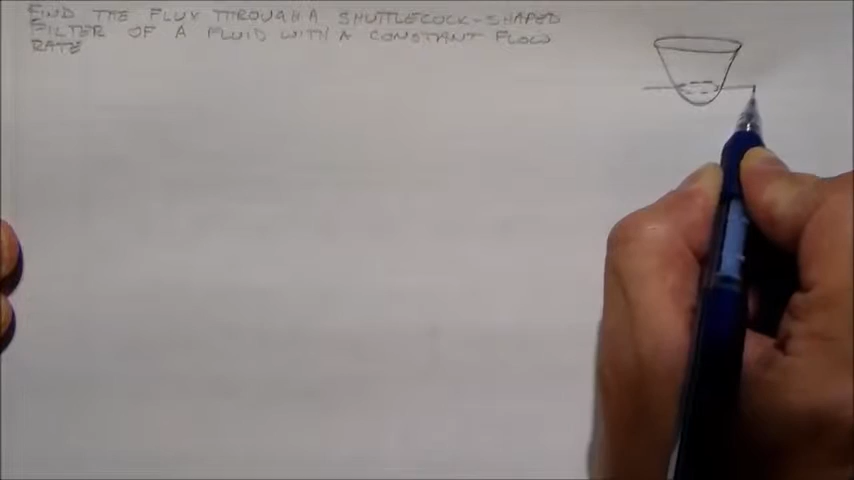 FIND THE FLUX THROUGH A SHUTTLECOCK-SHAPED
FILTER OF A FLUID WITH A CONSTANT FLOW
RATE